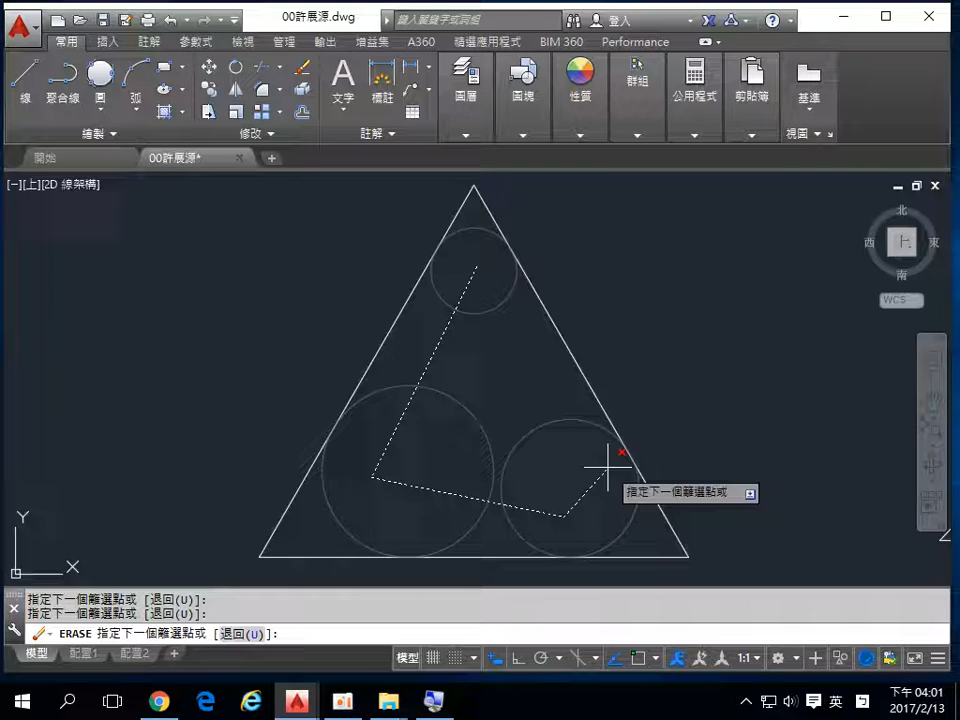 00許展源.dwg
鍵入關鍵字或詞組
登入
常用 插入 註解 參數式 檢視 管理 輸出 增益集 A360 精選應用程式 BIM 360 Performance
線 聚合線 圓 弧 文字 標註 圖層 圖塊 性質 群組 公用程式 剪貼簿 基準
繪製 修改 註解 視圖
開始 00許展源*
[−][上][2D 線架構]
北
西 上 東
南
WCS
指定下一個籬選點或
Y
X
指定下一個籬選點或 [退回(U)]:
指定下一個籬選點或 [退回(U)]:
ERASE 指定下一個籬選點或 [退回(U)]:
模型 配置1 配置2 模型 1:1
英
下午 04:01
2017/2/13